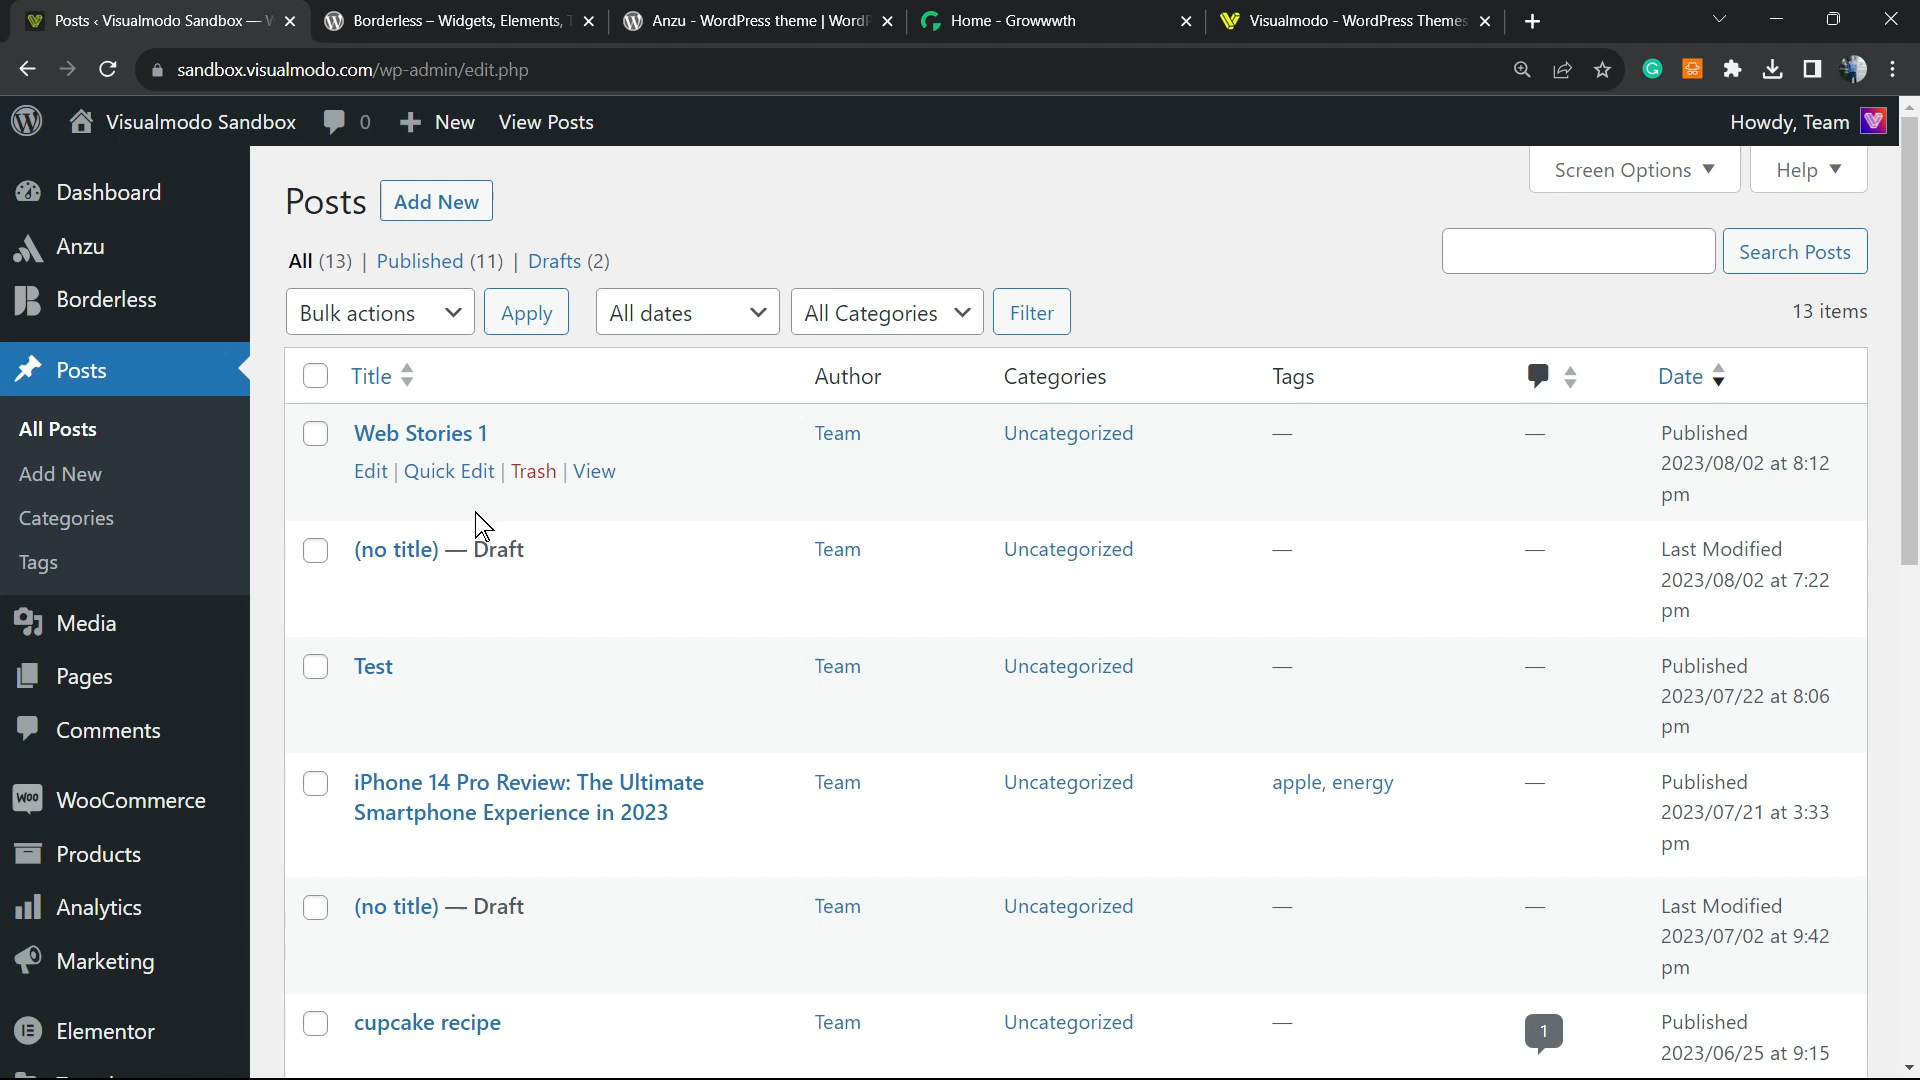 Posts ‹ Visualmodo Sandbox — W
Borderless – Widgets, Elements, T
Anzu - WordPress theme | WordP
Home - Growwwth
Visualmodo - WordPress Themes
sandbox.visualmodo.com/wp-admin/edit.php
Visualmodo Sandbox 0 New View Posts
Howdy, Team
Dashboard
Anzu
Borderless
Posts
All Posts
Add New
Categories
Tags
Media
Pages
Comments
WooCommerce
Products
Analytics
Marketing
Elementor
Screen Options Help
Posts Add New
All (13) | Published (11) | Drafts (2)
Search Posts
Bulk actions Apply All dates All Categories Filter
13 items
Title Author Categories Tags Date
Web Stories 1 Team Uncategorized — — Published
Edit | Quick Edit | Trash | View 2023/08/02 at 8:12
pm
(no title) — Draft Team Uncategorized — — Last Modified
2023/08/02 at 7:22
pm
Test Team Uncategorized — — Published
2023/07/22 at 8:06
pm
iPhone 14 Pro Review: The Ultimate Team Uncategorized apple, energy — Published
Smartphone Experience in 2023 2023/07/21 at 3:33
pm
(no title) — Draft Team Uncategorized — — Last Modified
2023/07/02 at 9:42
pm
cupcake recipe Team Uncategorized — 1 Published
2023/06/25 at 9:15